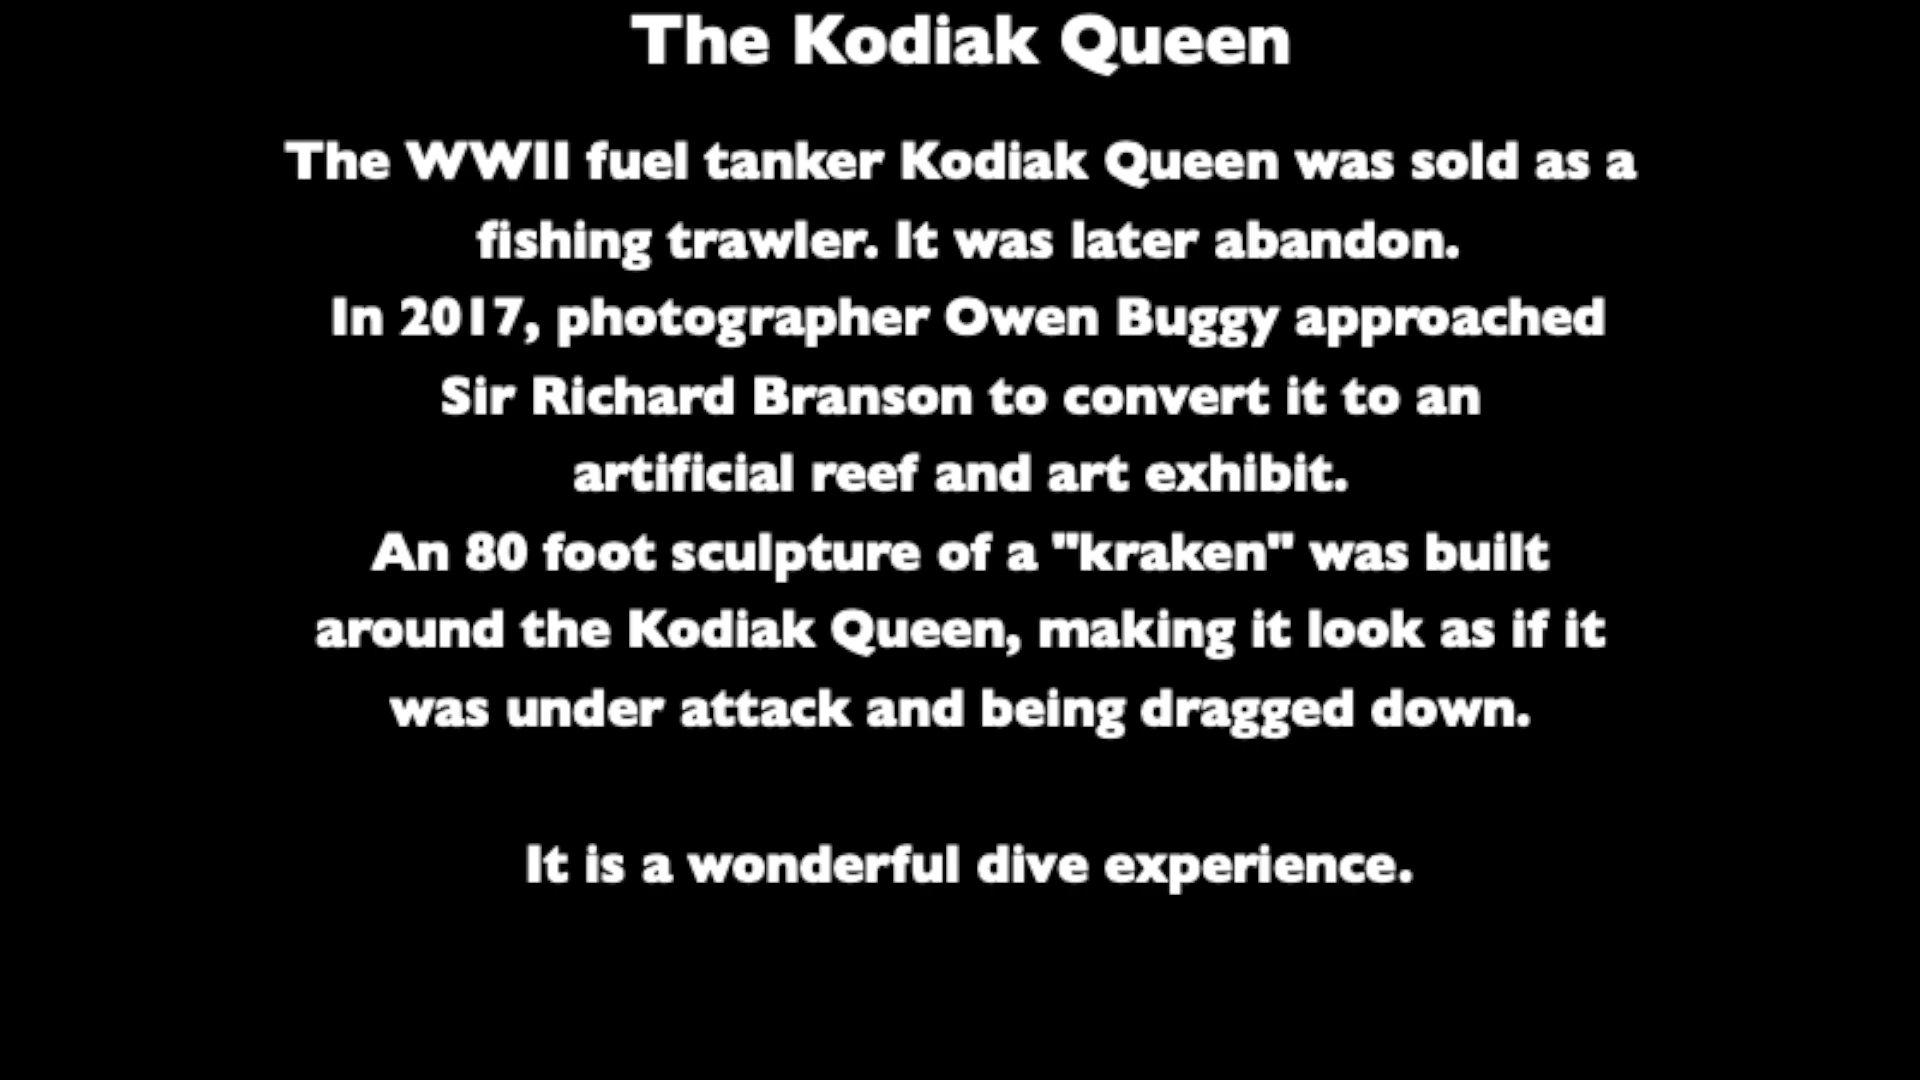 The Kodiak Queen
The WWII fuel tanker Kodiak Queen was sold as a
fishing trawler. It was later abandon.
In 2017, photographer Owen Buggy approached
Sir Richard Branson to convert it to an
artificial reef and art exhibit.
An 80 foot sculpture of a "kraken" was built
around the Kodiak Queen, making it look as if it
was under attack and being dragged down.
It is a wonderful dive experience.